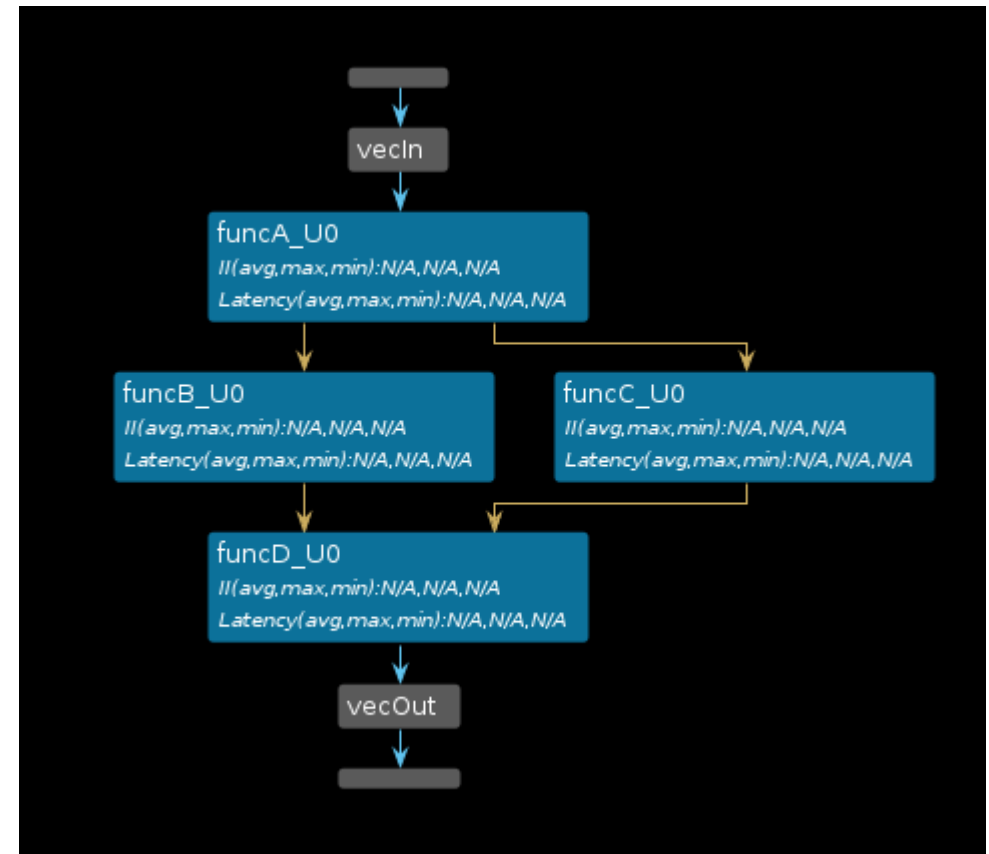 vecIn
funcA_U0
II(avg,max,min):N/A,N/A,N/A
Latency(avg,max,min):N/A,N/A,N/A
funcB_U0
II(avg,max,min):N/A,N/A,N/A
Latency(avg,max,min):N/A,N/A,N/A
funcC_U0
II(avg,max,min):N/A,N/A,N/A
Latency(avg,max,min):N/A,N/A,N/A
funcD_U0
II(avg,max,min):N/A,N/A,N/A
Latency(avg,max,min):N/A,N/A,N/A
vecOut